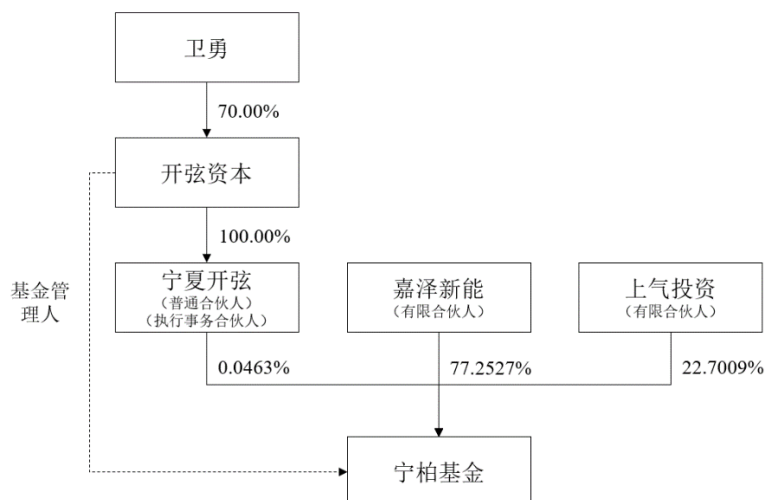 卫勇
70.00%
开弦资本
100.00%
基金管
理人
宁夏开弦
（普通合伙人）
（执行事务合伙人）
嘉泽新能
（有限合伙人）
上气投资
（有限合伙人）
0.0463%
77.2527%
22.7009%
宁柏基金